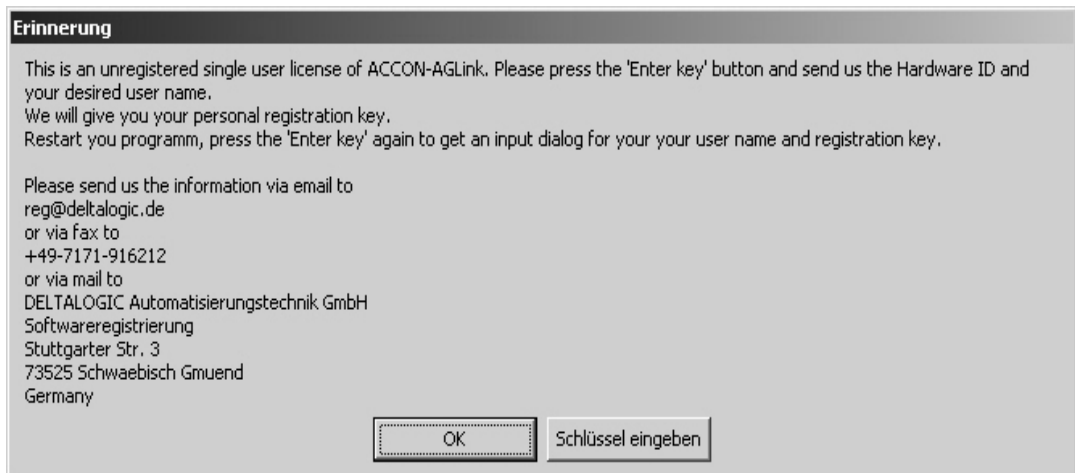 Erinnerung
This is an unregistered single user license of ACCON-AGLink. Please press the 'Enter key' button and send us the Hardware ID and
your desired user name.
We will give you your personal registration key.
Restart you programm, press the 'Enter key' again to get an input dialog for your your user name and registration key.
Please send us the information via email to
reg@deltalogic.de
or via fax to
+49-7171-916212
or via mail to
DELTALOGIC Automatisierungstechnik GmbH
Softwareregistrierung
Stuttgarter Str. 3
73525 Schwaebisch Gmuend
Germany
OK
Schlüssel eingeben